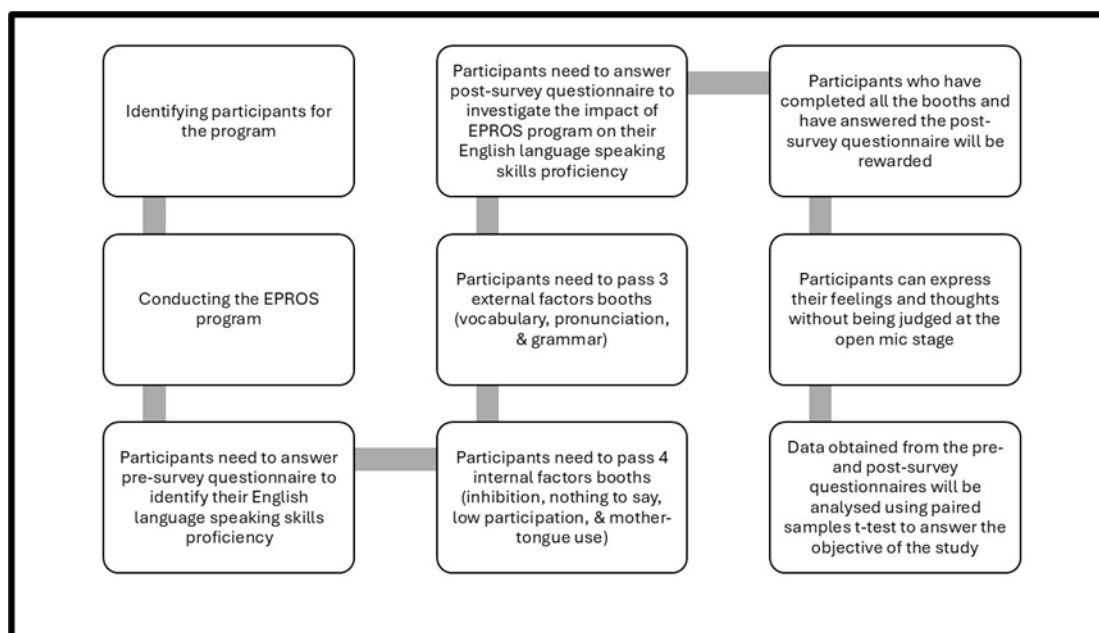 Identifying participants for
the program
Conducting the EPROS
program
Participants need to answer
pre-survey questionnaire to
identify their English
language speaking skills
proficiency
Participants need to pass 4
internal factors booths
(inhibition, nothing to say,
low participation, & mother-
tongue use)
Participants need to pass 3
external factors booths
(vocabulary, pronunciation,
& grammar)
Participants need to answer
post-survey questionnaire to
investigate the impact of
EPROS program on their
English language speaking
skills proficiency
Participants who have
completed all the booths and
have answered the post-
survey questionnaire will be
rewarded
Participants can express
their feelings and thoughts
without being judged at the
open mic stage
Data obtained from the pre-
and post-survey
questionnaires will be
analysed using paired
samples t-test to answer the
objective of the study